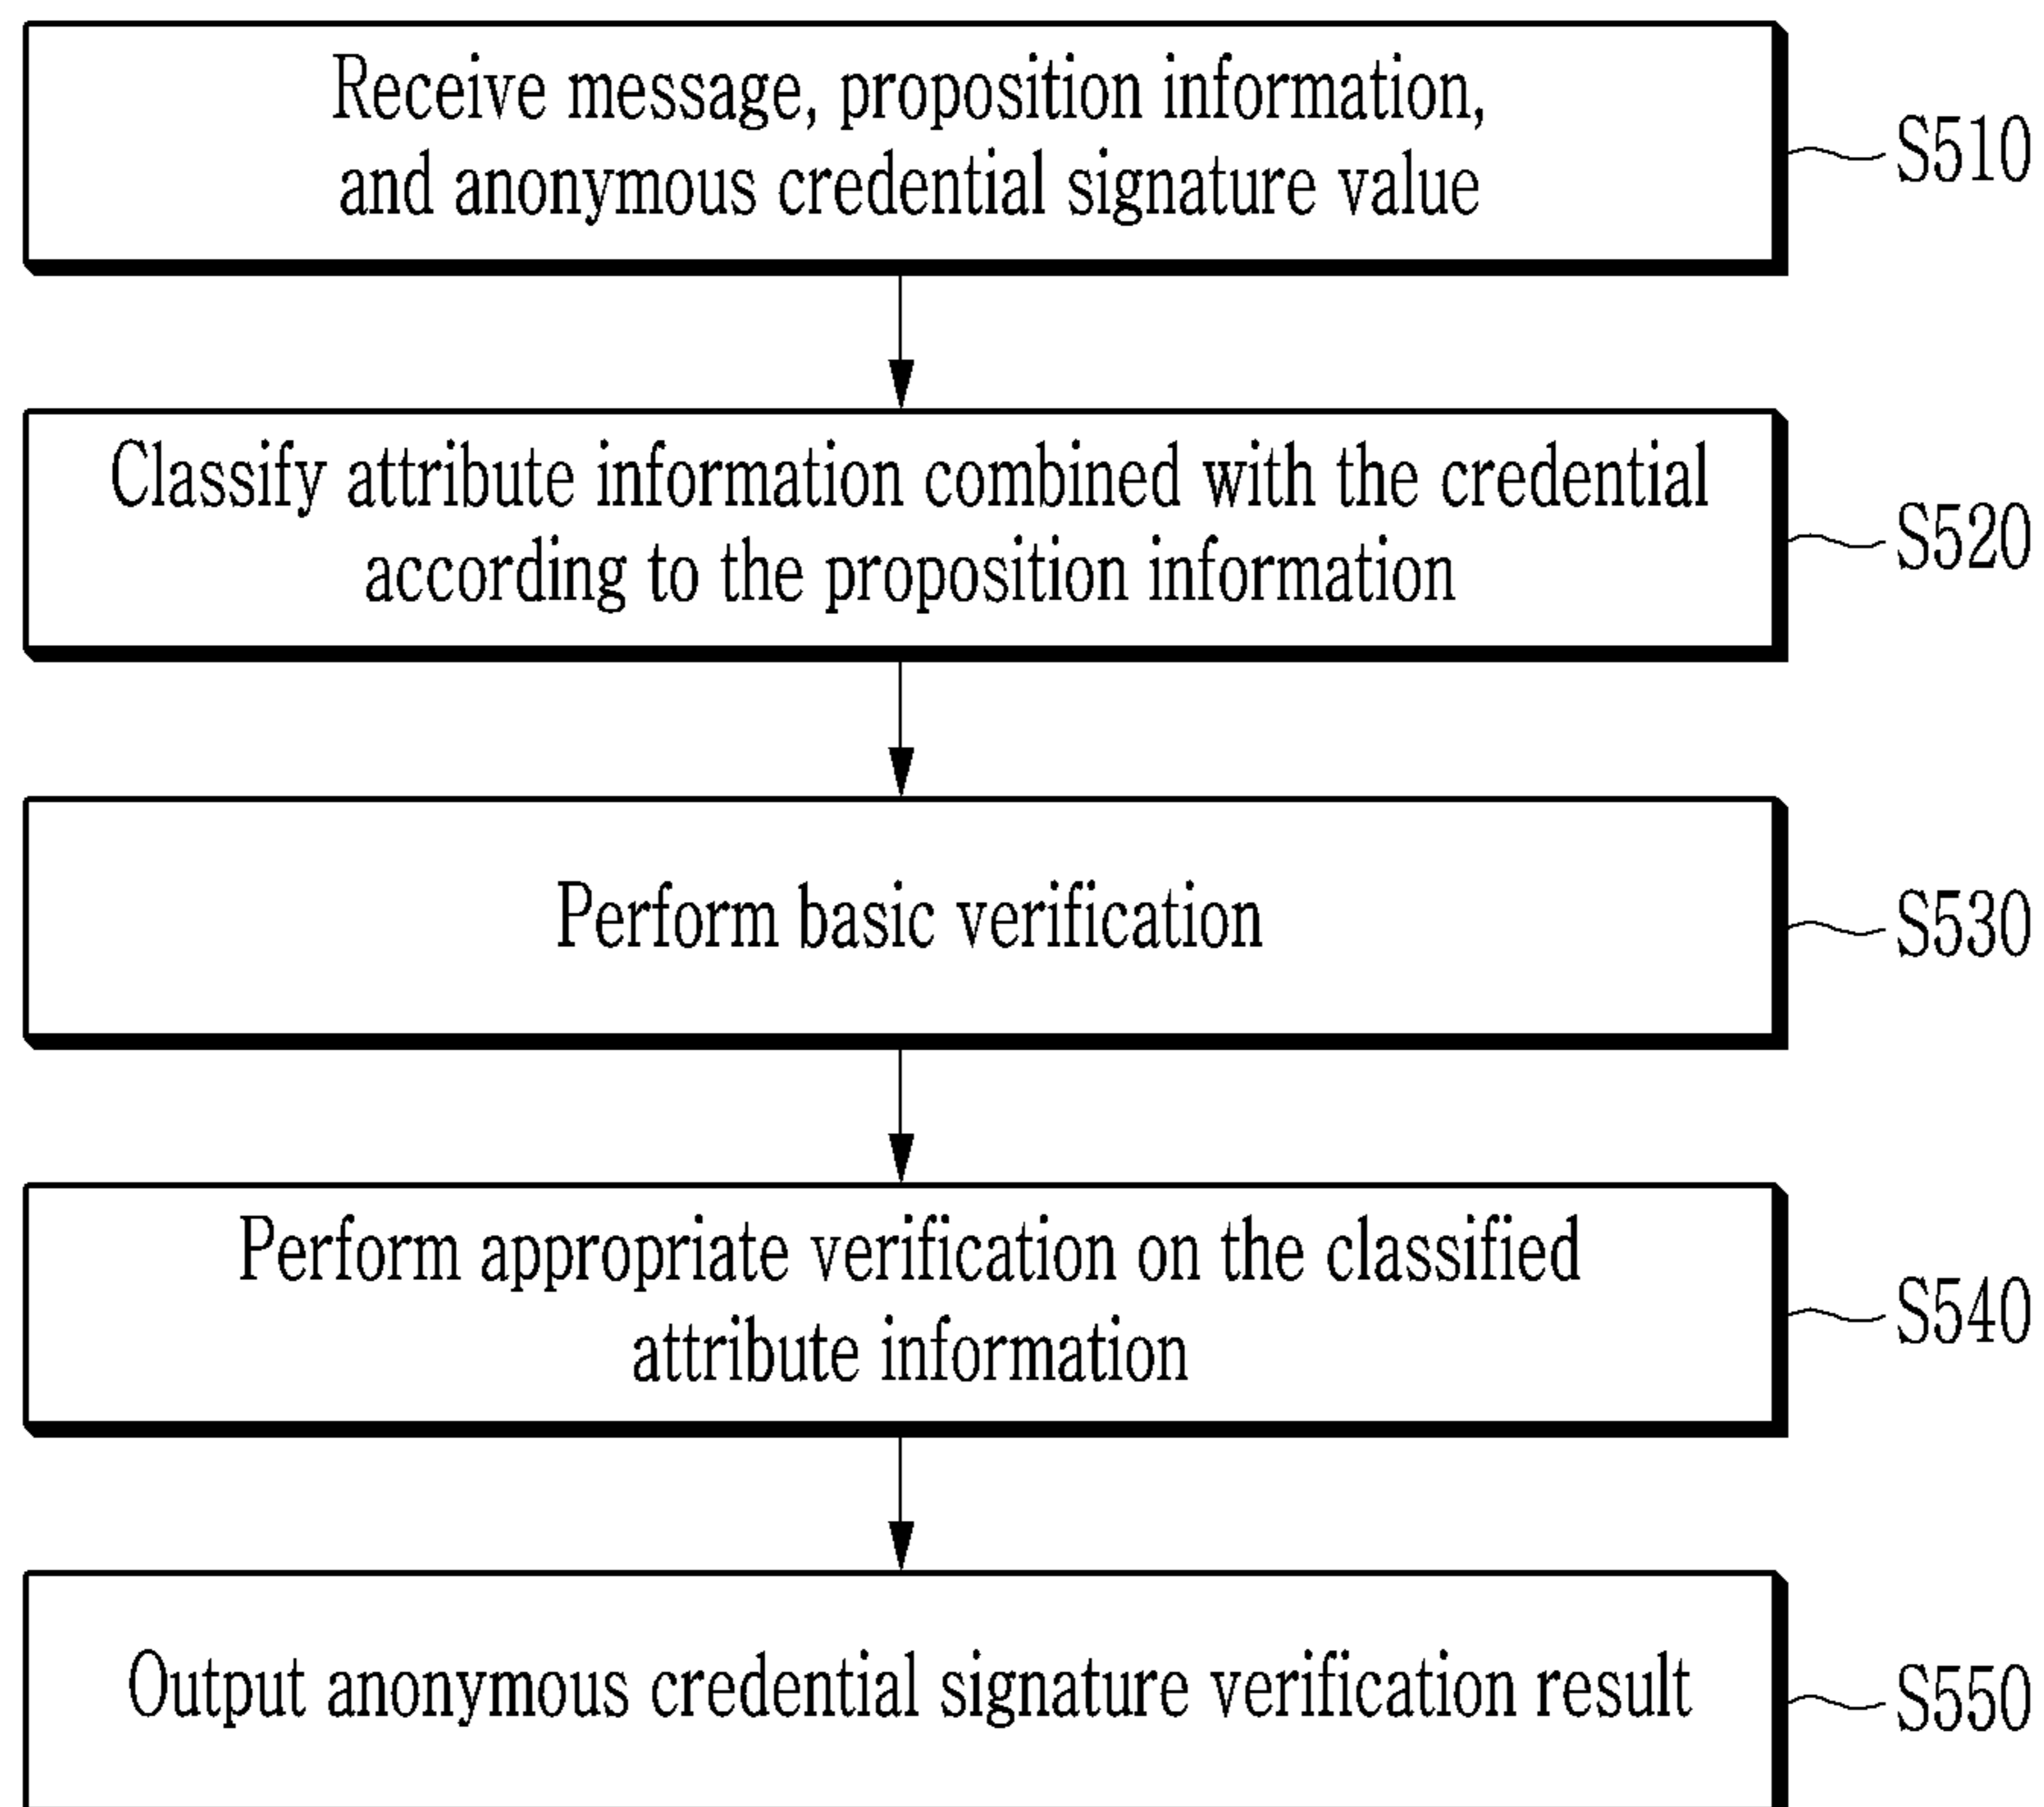 Receive message, proposition information,
and anonymous credential signature value
S510
Classify attribute information combined with the credential
according to the proposition information
S520
Perform basic verification
S530
Perform appropriate verification on the classified
attribute information
S540
Output anonymous credential signature verification result
S550